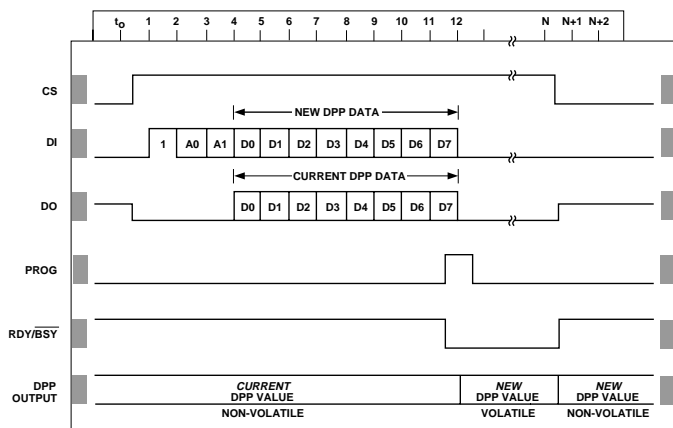 to 1 2 3 4 5 6 7 8 9 10 11 12 N N+1 N+2
CS
NEW DPP DATA
DI 1 A0 A1 D0 D1 D2 D3 D4 D5 D6 D7
CURRENT DPP DATA
DO D0 D1 D2 D3 D4 D5 D6 D7
PROG
RDY/BSY
DPP OUTPUT
CURRENT DPP VALUE
NON-VOLATILE
NEW DPP VALUE
VOLATILE
NEW DPP VALUE
NON-VOLATILE